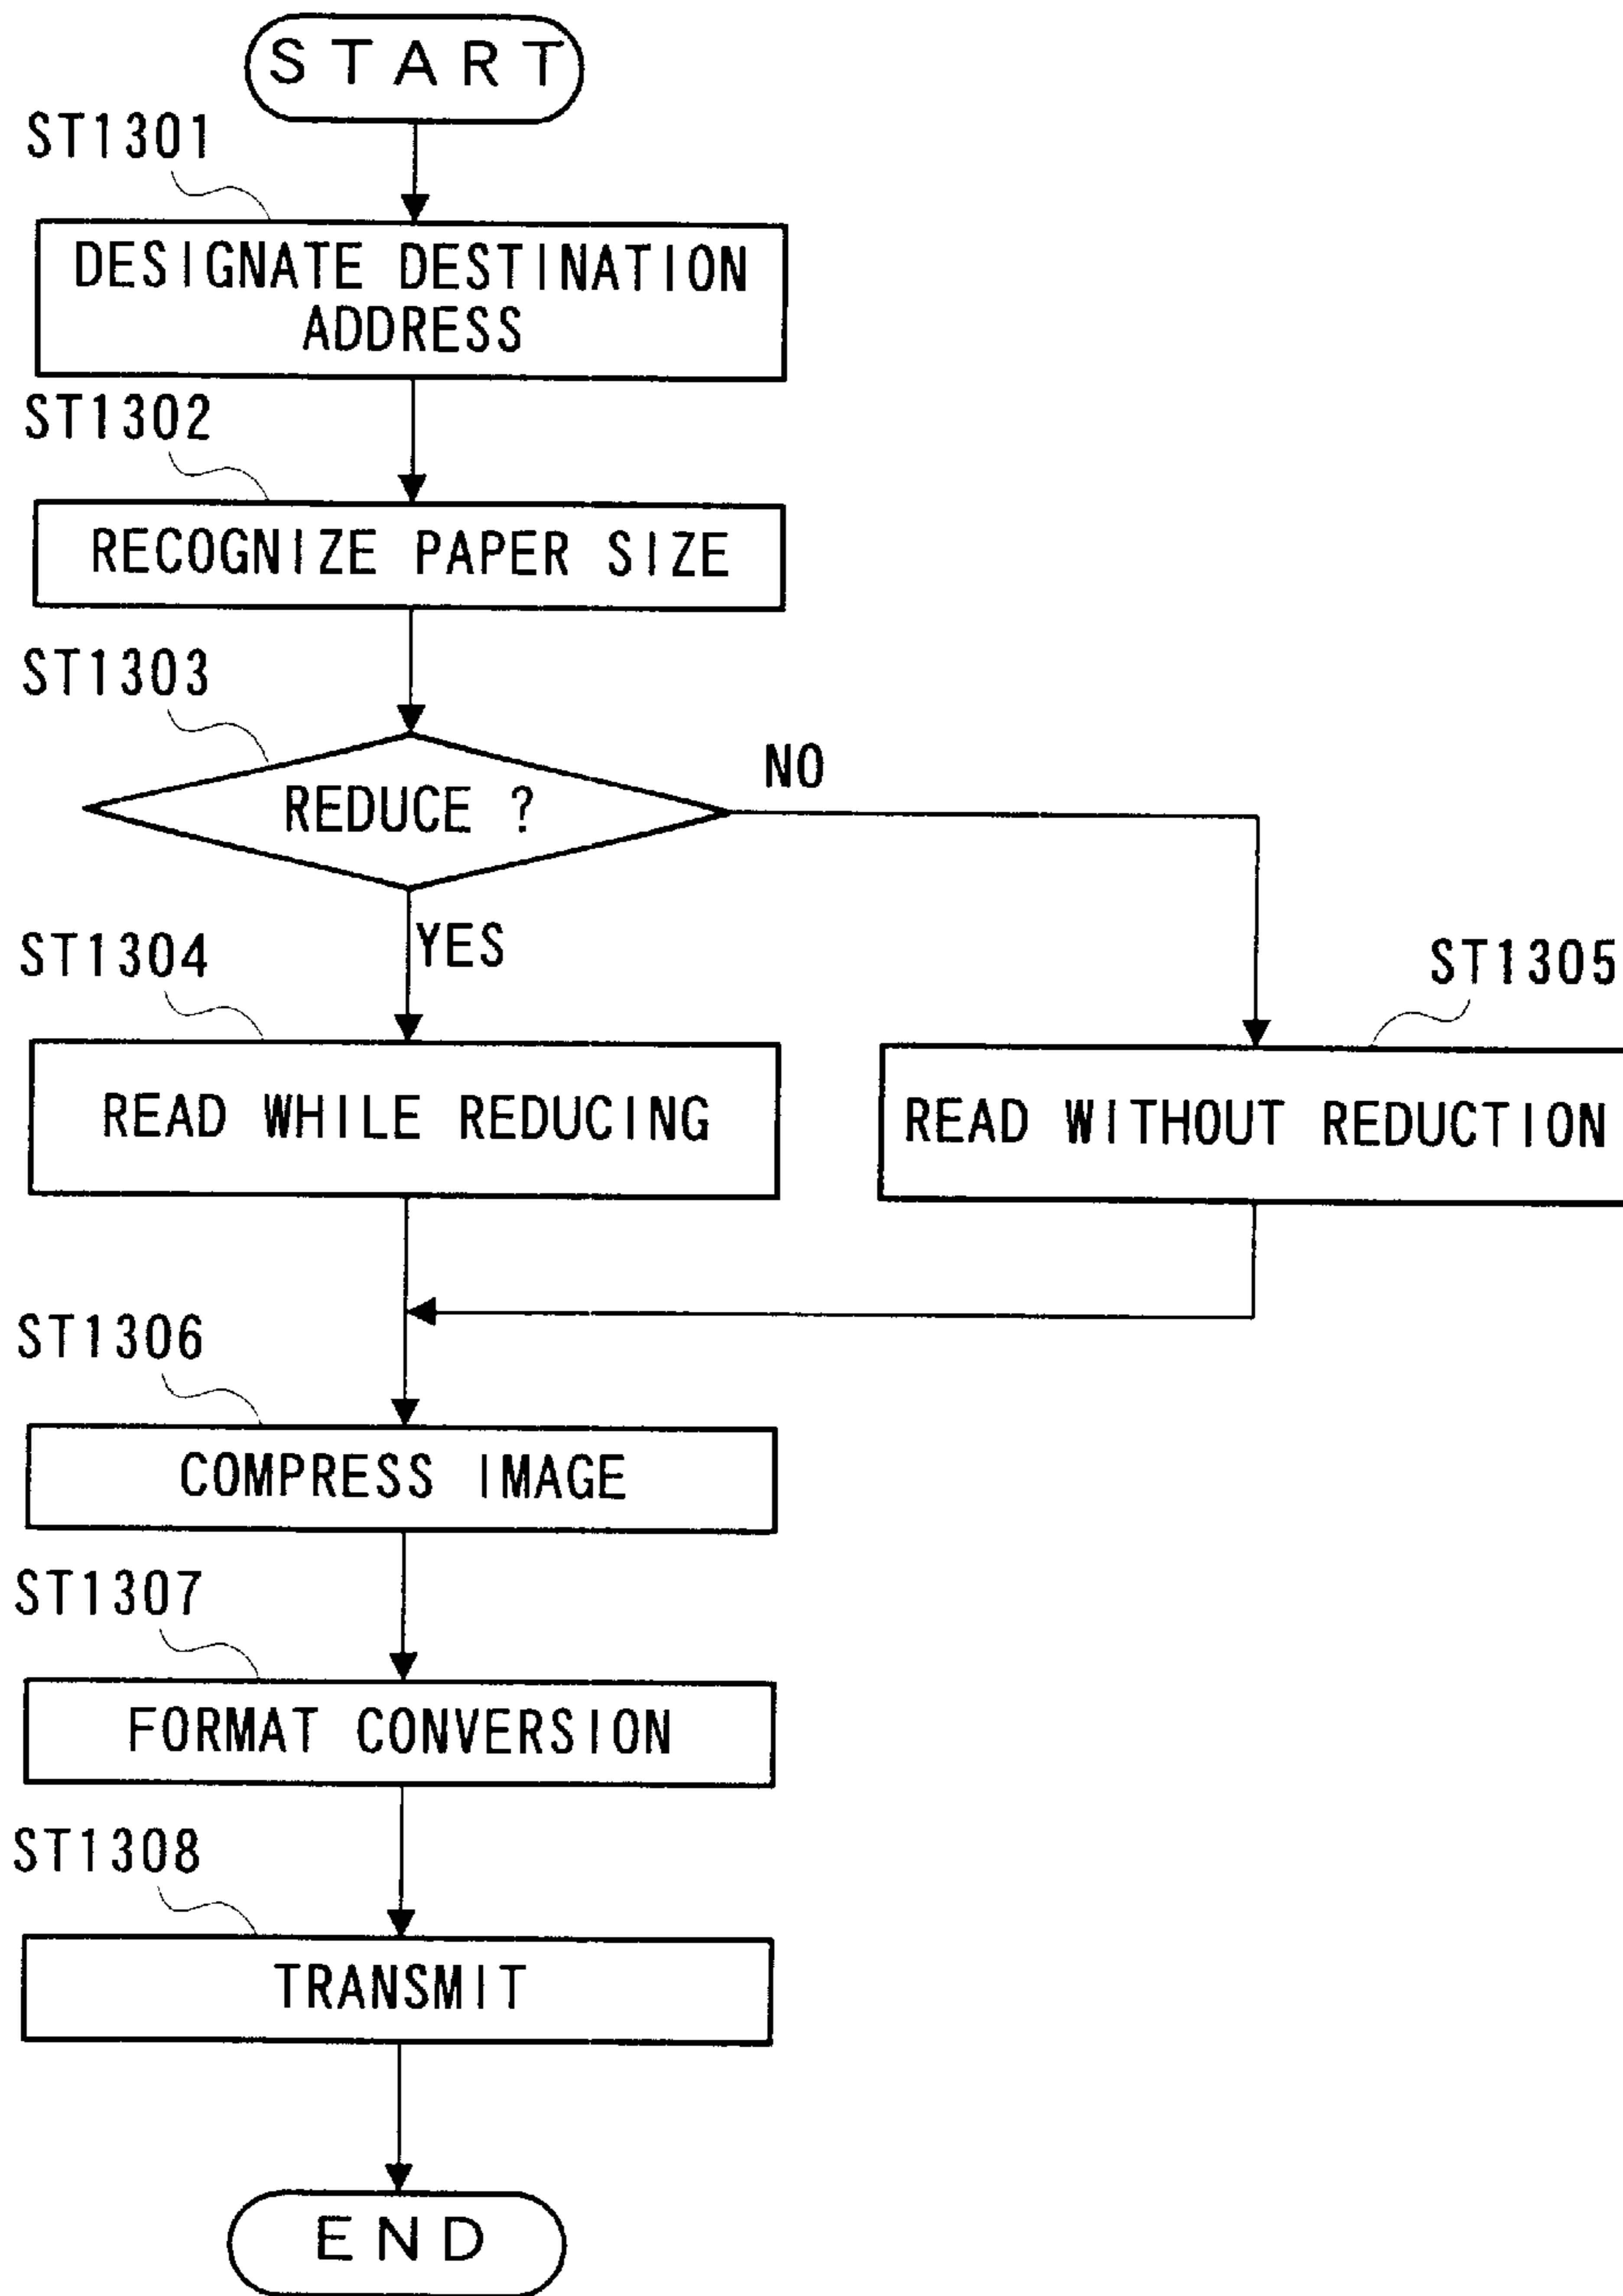 START
ST1301
DESIGNATE DESTINATION
ADDRESS
ST1302
RECOGNIZE PAPER SIZE
ST1303
REDUCE ?
NO
YES
ST1304
READ WHILE REDUCING
ST1305
READ WITHOUT REDUCTION
ST1306
COMPRESS IMAGE
ST1307
FORMAT CONVERSION
ST1308
TRANSMIT
END